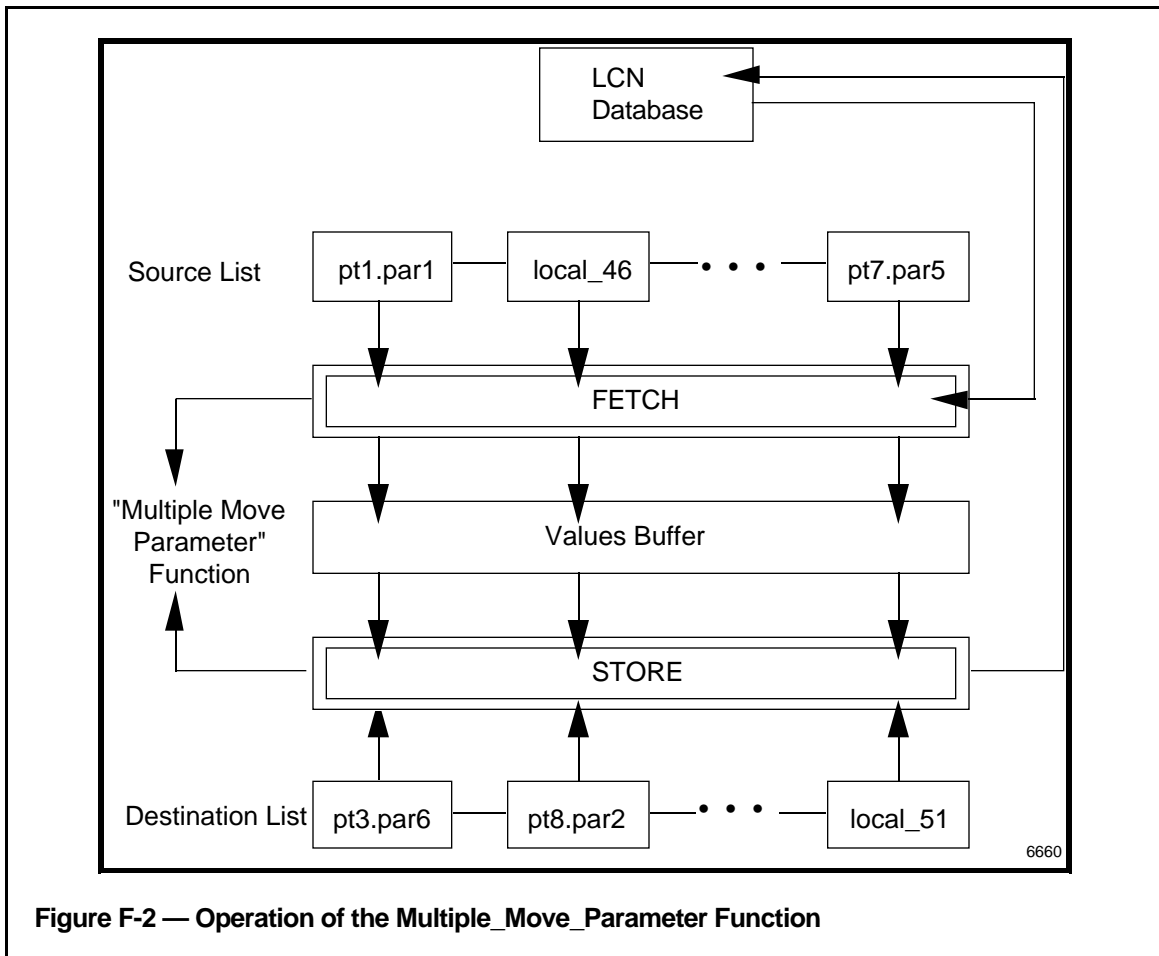 LCN
Database
Source List
pt1.par1
local_46
• • •
pt7.par5
FETCH
"Multiple Move
Parameter"
Function
Values Buffer
STORE
Destination List
pt3.par6
pt8.par2
• • •
local_51
6660
Figure F-2 — Operation of the Multiple_Move_Parameter Function